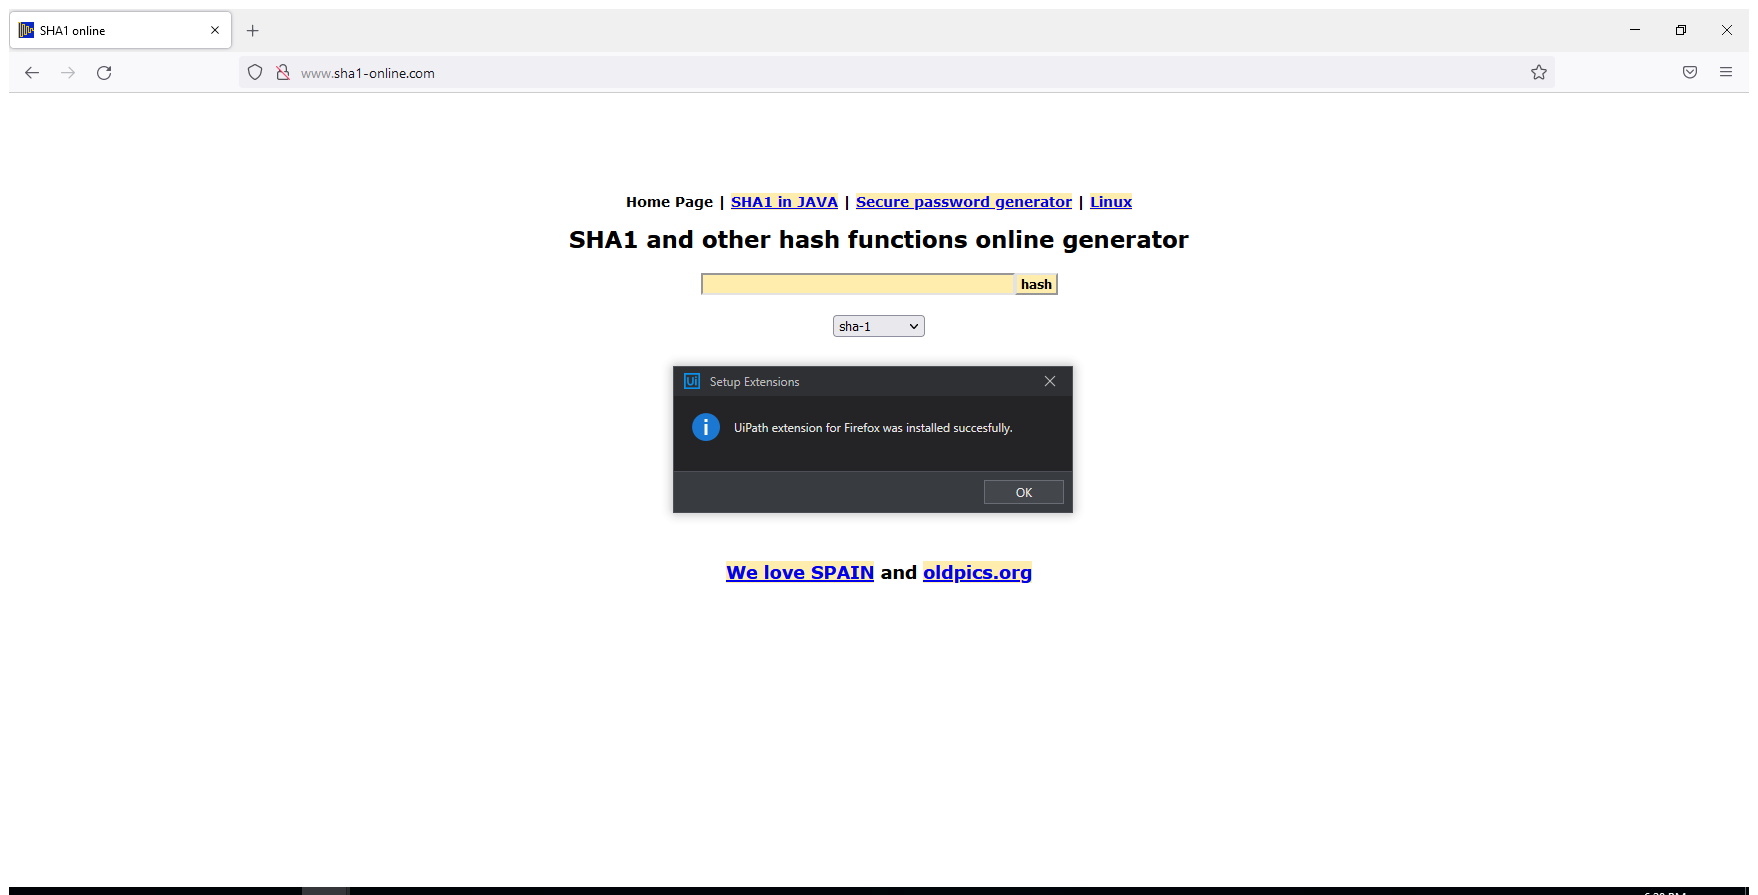 SHA1 online
www.sha1-online.com
Home Page | SHA1 in JAVA | Secure password generator | Linux
SHA1 and other hash functions online generator
hash
sha-1
Ui Setup Extensions
i UiPath extension for Firefox was installed succesfully.
OK
We love SPAIN and oldpics.org